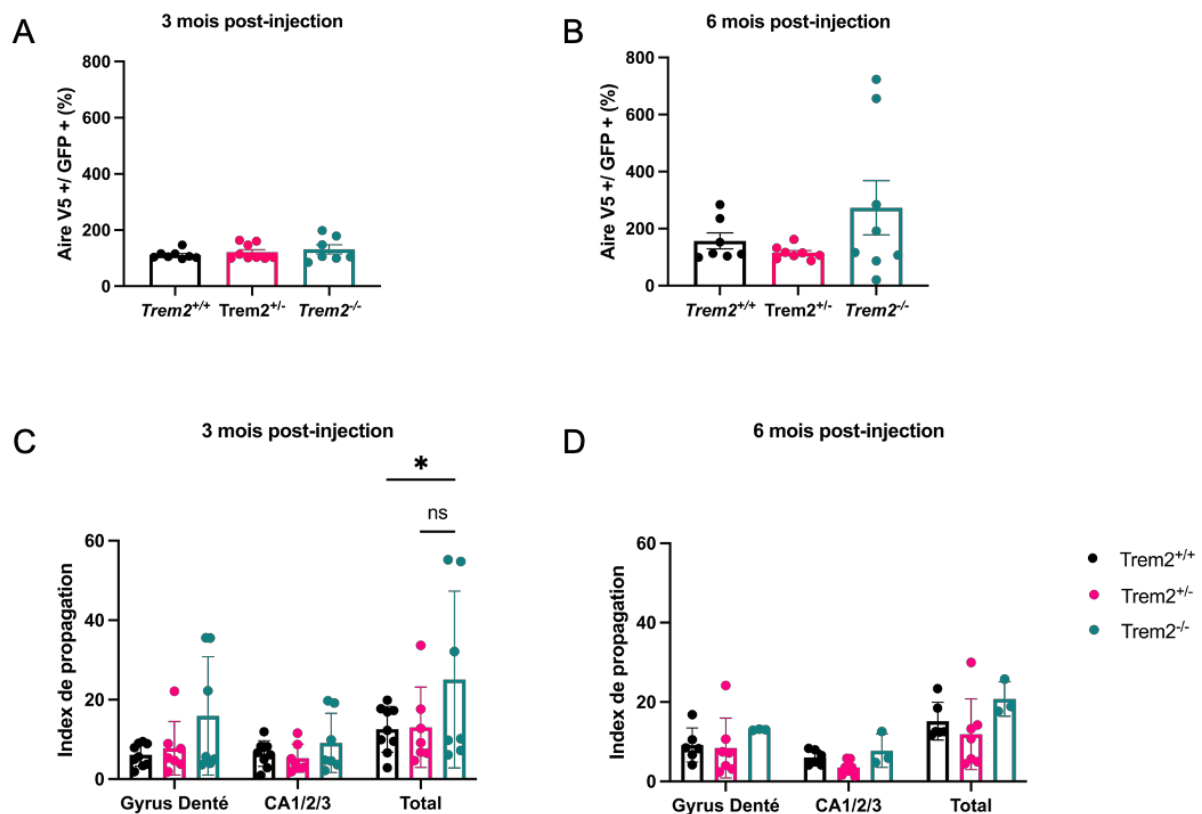 A
3 mois post-injection
Aire V5 +/ GFP + (%)
800
600
400
200
0
Trem2+/+ Trem2+/- Trem2-/-
B
6 mois post-injection
Aire V5 +/ GFP + (%)
800
600
400
200
0
Trem2+/+ Trem2+/- Trem2-/-
C
3 mois post-injection
*
ns
Index de propagation
60
40
20
0
Gyrus Denté CA1/2/3 Total
D
6 mois post-injection
Index de propagation
60
40
20
0
Gyrus Denté CA1/2/3 Total
Trem2+/+
Trem2+/-
Trem2-/-